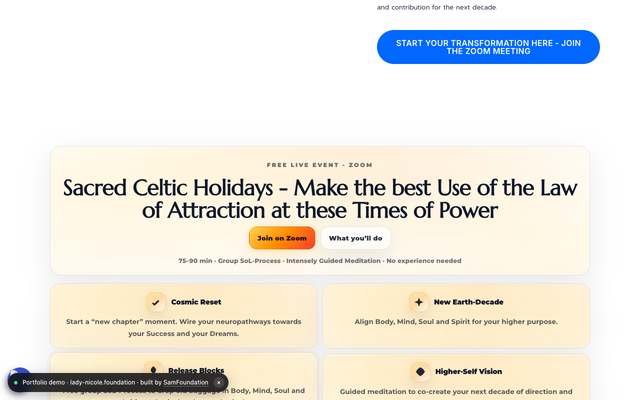 and contribution for the next decade.
START YOUR TRANSFORMATION HERE - JOIN
THE ZOOM MEETING
FREE LIVE EVENT · ZOOM
Sacred Celtic Holidays - Make the best Use of the Law
of Attraction at these Times of Power
Join on Zoom
What you'll do
75-90 min · Group SoL-Process · Intensely Guided Meditation · No experience needed
Cosmic Reset
Start a “new chapter” moment. Wire your neuropathways towards
your Success and your Dreams.
New Earth-Decade
Align Body, Mind, Soul and Spirit for your higher purpose.
Release Blocks
Body, Mind, Soul and
Higher-Self Vision
Guided meditation to co-create your next decade of direction and
Portfolio demo · lady-nicole.foundation · built by SamFoundation